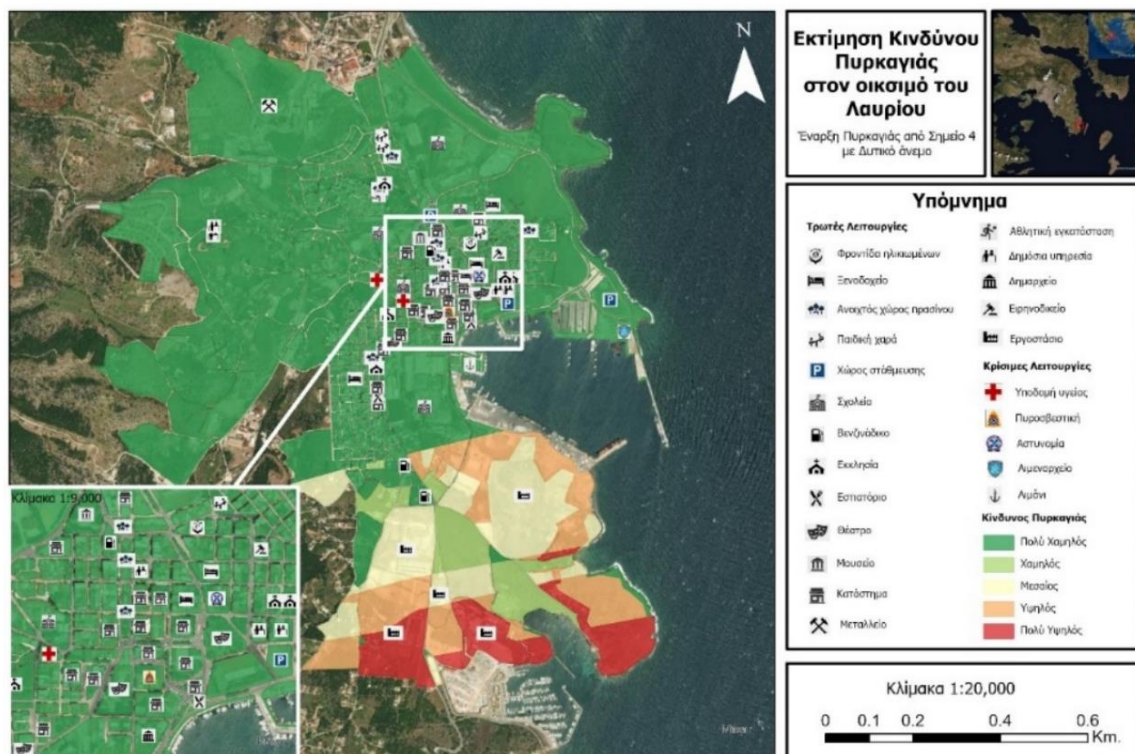 N
Κλίμακα 1:9,000
Εκτίμηση Κινδύνου
Πυρκαγιάς
στον οικσιμό του
Λαυρίου
Έναρξη Πυρκαγιάς από Σημείο 4
με Δυτικό άνεμο
Υπόμνημα
Τρωτές Λειτουργίες
Φροντίδα ηλικιωμένων
Ξενοδοχείο
Ανοιχτός χώρος πρασίνου
Παιδική χαρά
P
Χώρος στάθμευσης
Σχολεία
Βενζινάδικο
Εκκλησία
Εστιατόριο
Θέατρο
Μουσείο
Κατάστημα
Μεταλλείο
Αθλητική εγκατάσταση
Δημόσια υπηρεσία
Δημαρχείο
Ειρηνοδικείο
Εργοστάσιο
Κρίσιμες Λειτουργίες
Υποδομή υγείας
Πυροσβεστική
Αστυνομία
Λιμεναρχείο
Λιμάνι
Κίνδυνος Πυρκαγιάς
Πολύ Χαμηλός
Χαμηλός
Μεσαίος
Υψηλός
Πολύ Υψηλός
Κλίμακα 1:20,000
0 0.1 0.2 0.4 0.6
Km.